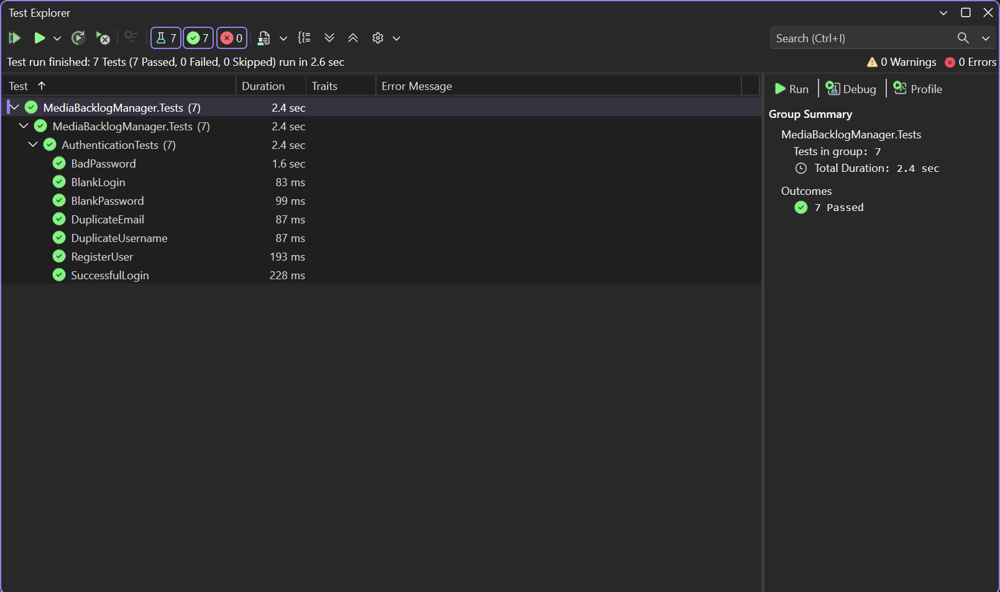 Test Explorer
7 7 0 Search (Ctrl+I)
Test run finished: 7 Tests (7 Passed, 0 Failed, 0 Skipped) run in 2.6 sec 0 Warnings 0 Errors
Test Duration Traits Error Message
MediaBacklogManager.Tests (7) 2.4 sec
MediaBacklogManager.Tests (7) 2.4 sec
AuthenticationTests (7) 2.4 sec
BadPassword 1.6 sec
BlankLogin 83 ms
BlankPassword 99 ms
DuplicateEmail 87 ms
DuplicateUsername 87 ms
RegisterUser 193 ms
SuccessfulLogin 228 ms
Run Debug Profile
Group Summary
MediaBacklogManager.Tests
Tests in group: 7
Total Duration: 2.4 sec
Outcomes
7 Passed